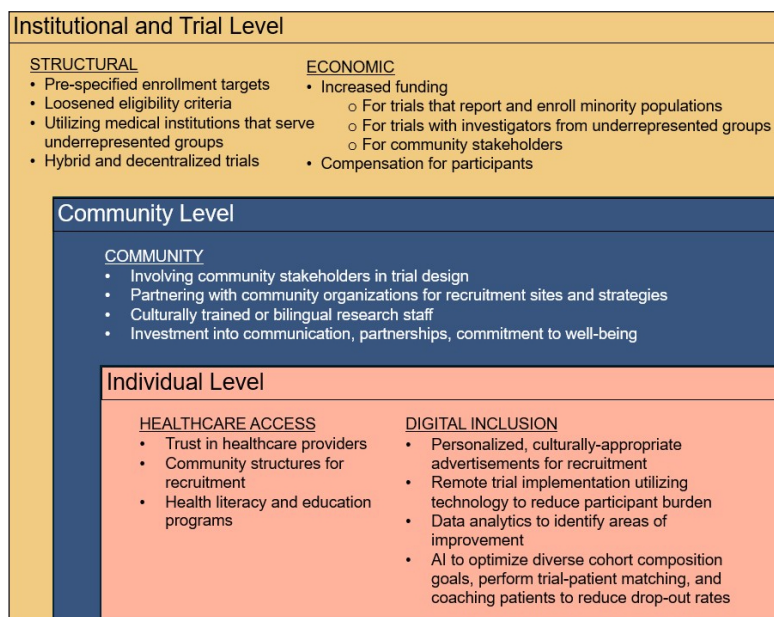 Institutional and Trial Level
STRUCTURAL
• Pre-specified enrollment targets
• Loosened eligibility criteria
• Utilizing medical institutions that serve
underrepresented groups
• Hybrid and decentralized trials
ECONOMIC
• Increased funding
o For trials that report and enroll minority populations
o For trials with investigators from underrepresented groups
o For community stakeholders
• Compensation for participants
Community Level
COMMUNITY
• Involving community stakeholders in trial design
• Partnering with community organizations for recruitment sites and strategies
• Culturally trained or bilingual research staff
• Investment into communication, partnerships, commitment to well-being
Individual Level
HEALTHCARE ACCESS
• Trust in healthcare providers
• Community structures for
recruitment
• Health literacy and education
programs
DIGITAL INCLUSION
• Personalized, culturally-appropriate
advertisements for recruitment
• Remote trial implementation utilizing
technology to reduce participant burden
• Data analytics to identify areas of
improvement
• AI to optimize diverse cohort composition
goals, perform trial-patient matching, and
coaching patients to reduce drop-out rates